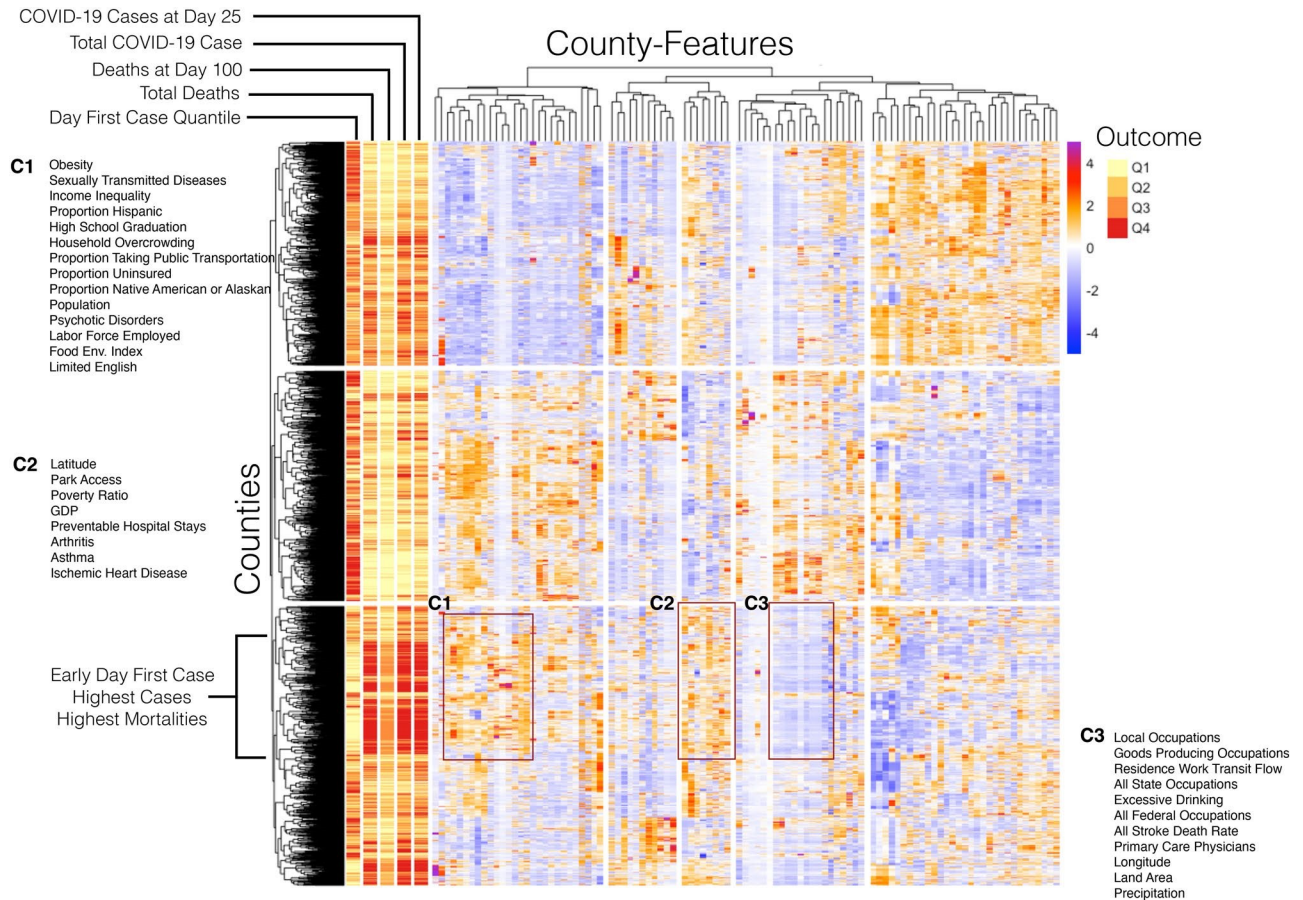 COVID-19 Cases at Day 25
Total COVID-19 Case
Deaths at Day 100
Total Deaths
Day First Case Quantile
County-Features
C1
Obesity
Sexually Transmitted Diseases
Income Inequality
Proportion Hispanic
High School Graduation
Household Overcrowding
Proportion Taking Public Transportation
Proportion Uninsured
Proportion Native American or Alaskan
Population
Psychotic Disorders
Labor Force Employed
Food Env. Index
Limited English
C2
Latitude
Park Access
Poverty Ratio
GDP
Preventable Hospital Stays
Arthritis
Asthma
Ischemic Heart Disease
Counties
Early Day First Case
Highest Cases
Highest Mortalities
C1
C2
C3
4
2
0
-2
-4
Outcome
Q1
Q2
Q3
Q4
C3
Local Occupations
Goods Producing Occupations
Residence Work Transit Flow
All State Occupations
Excessive Drinking
All Federal Occupations
All Stroke Death Rate
Primary Care Physicians
Longitude
Land Area
Precipitation